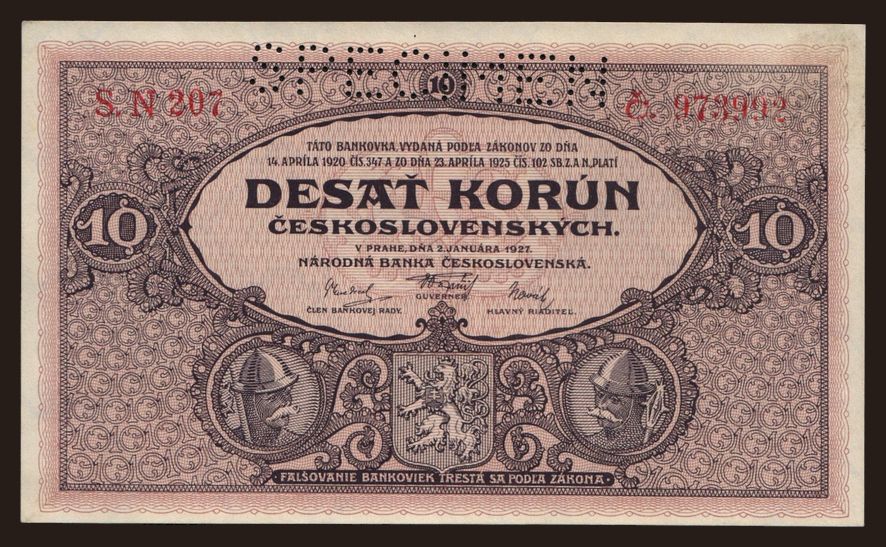 SPECIMEN
10
S. N 207
Č. 973992
TÁTO BANKOVKA, VYDANÁ PODĽA ZÁKONOV ZO DŇA
14. APRÍLA 1920 ČÍS. 347 A ZO DŇA 23. APRÍLA 1925 ČÍS. 102 SB. Z. A N., PLATÍ
DESAŤ KORÚN
ČESKOSLOVENSKÝCH.
10
10
V PRAHE, DŇA 2. JANUÁRA 1927.
NÁRODNÁ BANKA ČESKOSLOVENSKÁ.
ČLEN BAŇKOVEJ RADY.
GUVERNÉR
HLAVNÝ RIADITEĽ.
FALŠOVANIE BANKOVIEK TRESTÁ SA PODĽA ZÁKONA